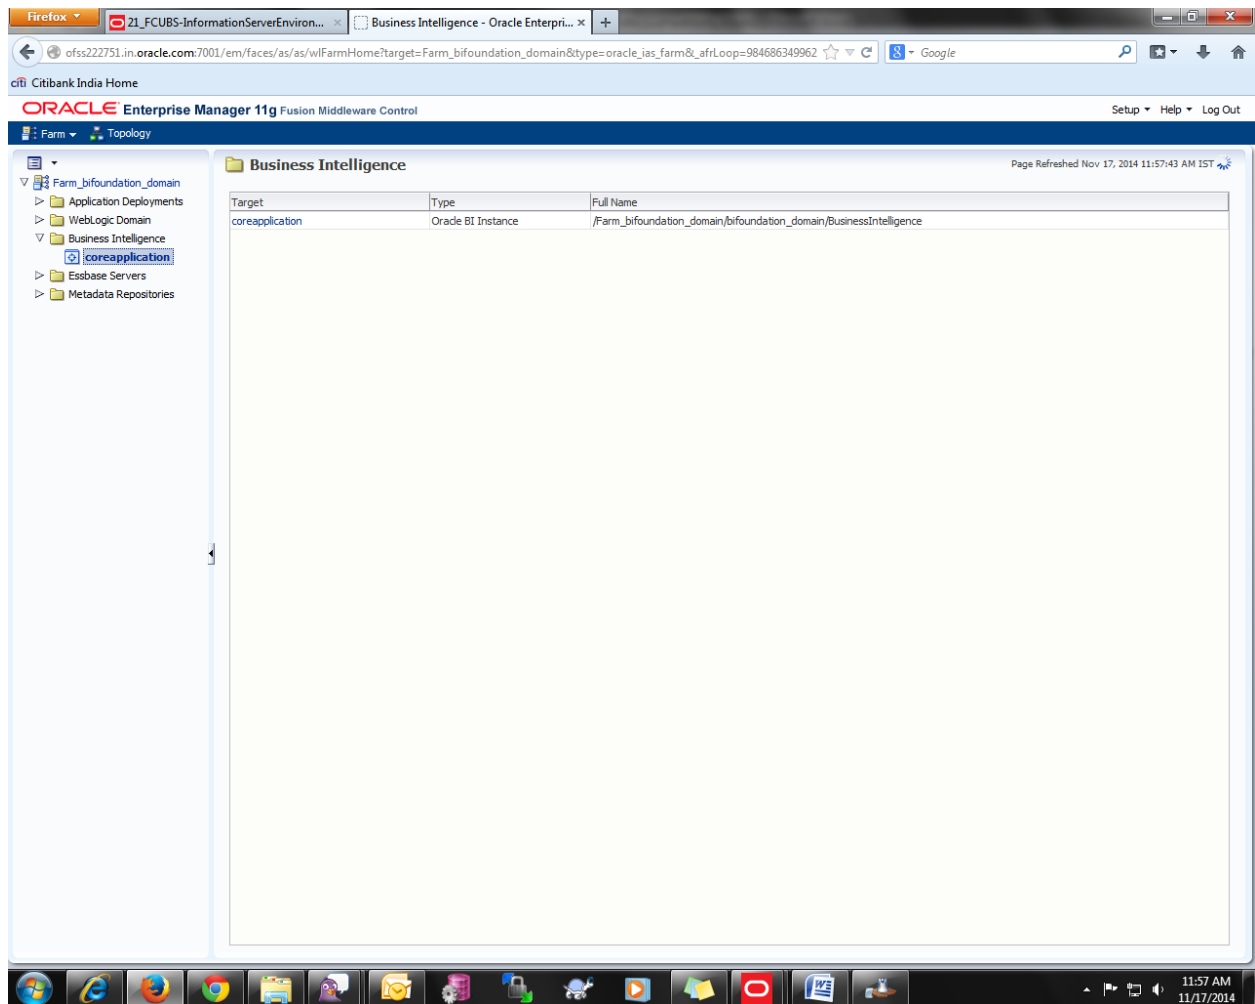 Firefox
21_FCUBS-InformationServerEnviron...
Business Intelligence - Oracle Enterpri...
ofss222751.in.oracle.com:7001/em/faces/as/as/wlFarmHome?target=Farm_bifoundation_domain&type=oracle_ias_farm&_afrLoop=984686349962
Google
citi Citibank India Home
ORACLE Enterprise Manager 11g Fusion Middleware Control
Setup Help Log Out
Farm Topology
Farm_bifoundation_domain
Application Deployments
WebLogic Domain
Business Intelligence
coreapplication
Essbase Servers
Metadata Repositories
Business Intelligence
Page Refreshed Nov 17, 2014 11:57:43 AM IST
Target Type Full Name
coreapplication Oracle BI Instance /Farm_bifoundation_domain/bifoundation_domain/BusinessIntelligence
11:57 AM
11/17/2014